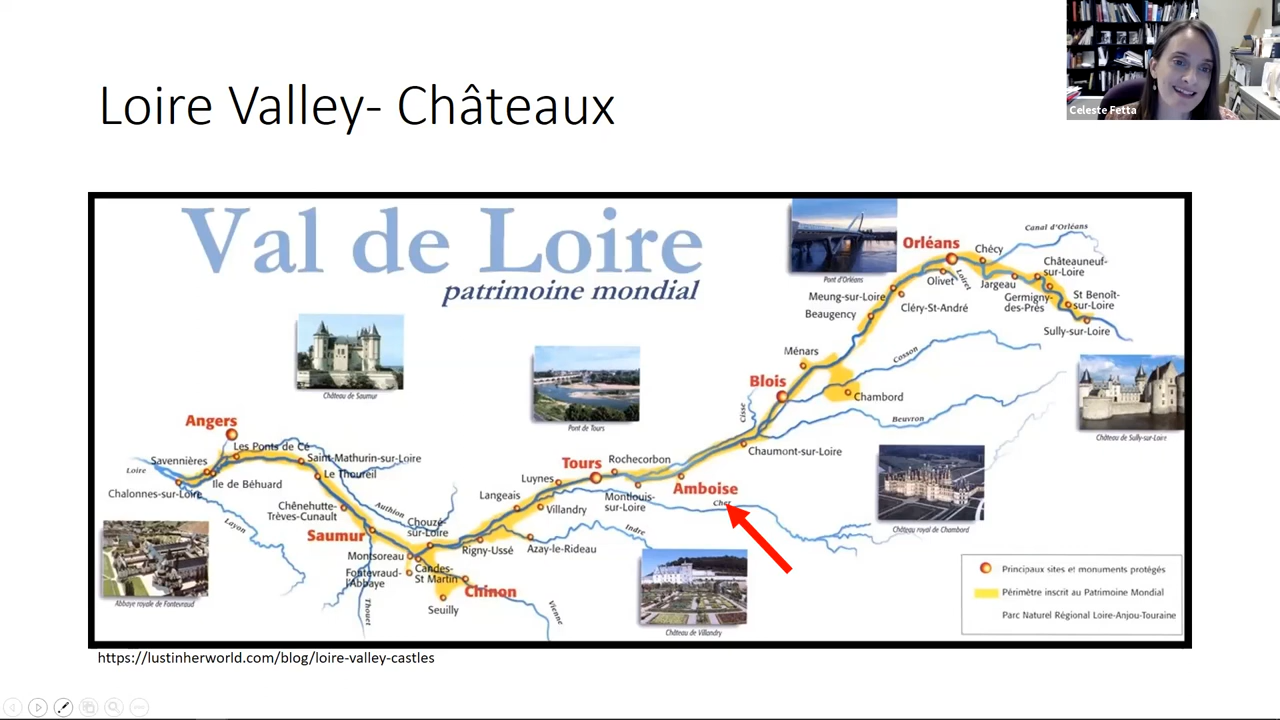 Loire Valley- Châteaux
Celeste Fetta
Val de Loire
patrimoine mondial
Pont d'Orléans
Orléans
Chécy
Canal d'Orléans
Châteauneuf-
sur-Loire
Olivet
Loiret
Jargeau
Germigny-
des-Prés
St Benoît-
sur-Loire
Sully-sur-Loire
Meung-sur-Loire
Beaugency
Cléry-St-André
Ménars
Cosson
Blois
Chambord
Cisse
Beuvron
Chaumont-sur-Loire
Château de Sully-sur-Loire
Château de Saumur
Pont de Tours
Angers
Les Ponts de Cé
Savennières
Saint-Mathurin-sur-Loire
Loire
Ile de Béhuard
Le Thoureil
Chalonnes-sur-Loire
Layon
Authion
Chênehutte-
Trèves-Cunault
Saumur
Chouzé-
sur-Loire
Montsoreau
Candes-
St Martin
Fontevraud-
l'Abbaye
Thouet
Chinon
Seuilly
Vienne
Rigny-Ussé
Azay-le-Rideau
Indre
Langeais
Villandry
Luynes
Tours
Rochecorbon
Montlouis-
sur-Loire
Amboise
Cher
Château royal de Chambord
Abbaye royale de Fontevraud
Château de Villandry
Principaux sites et monuments protégés
Périmètre inscrit au Patrimoine Mondial
Parc Naturel Régional Loire-Anjou-Touraine
https://lustinherworld.com/blog/loire-valley-castles